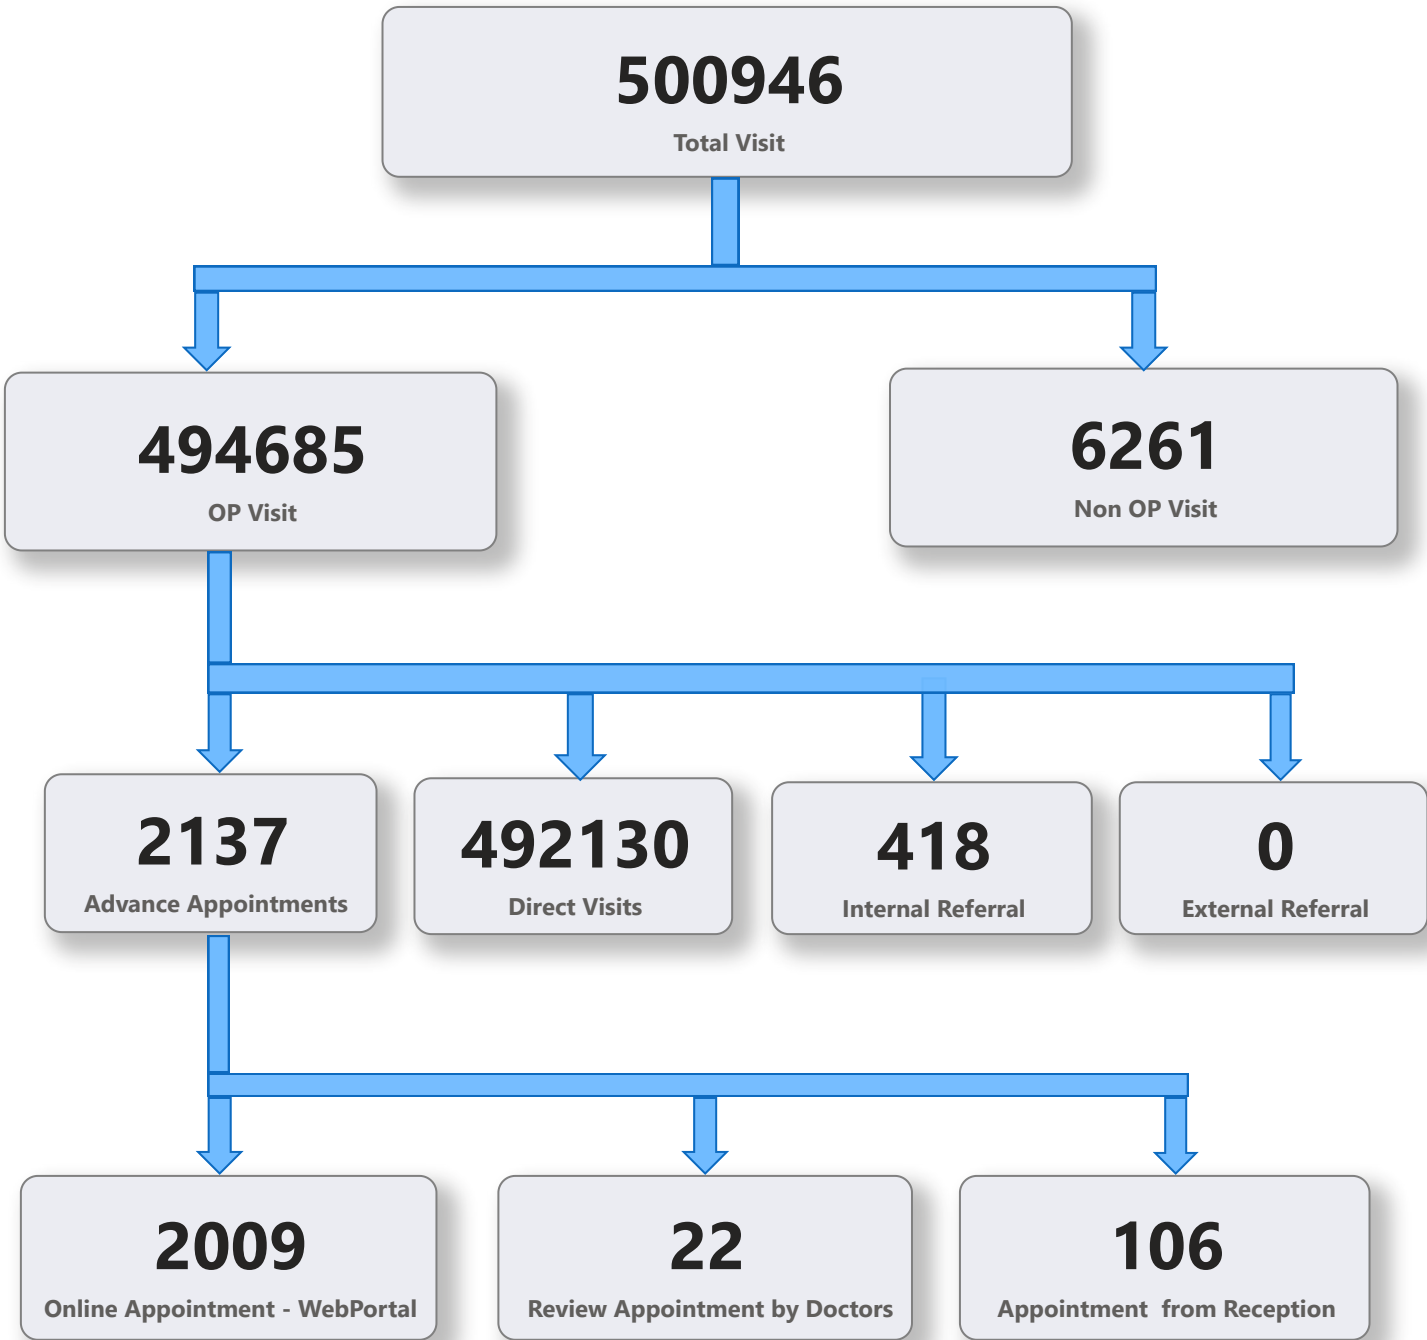 500946
Total Visit
494685
OP Visit
6261
Non OP Visit
2137
Advance Appointments
492130
Direct Visits
418
Internal Referral
0
External Referral
2009
Online Appointment - WebPortal
22
Review Appointment by Doctors
106
Appointment  from Reception